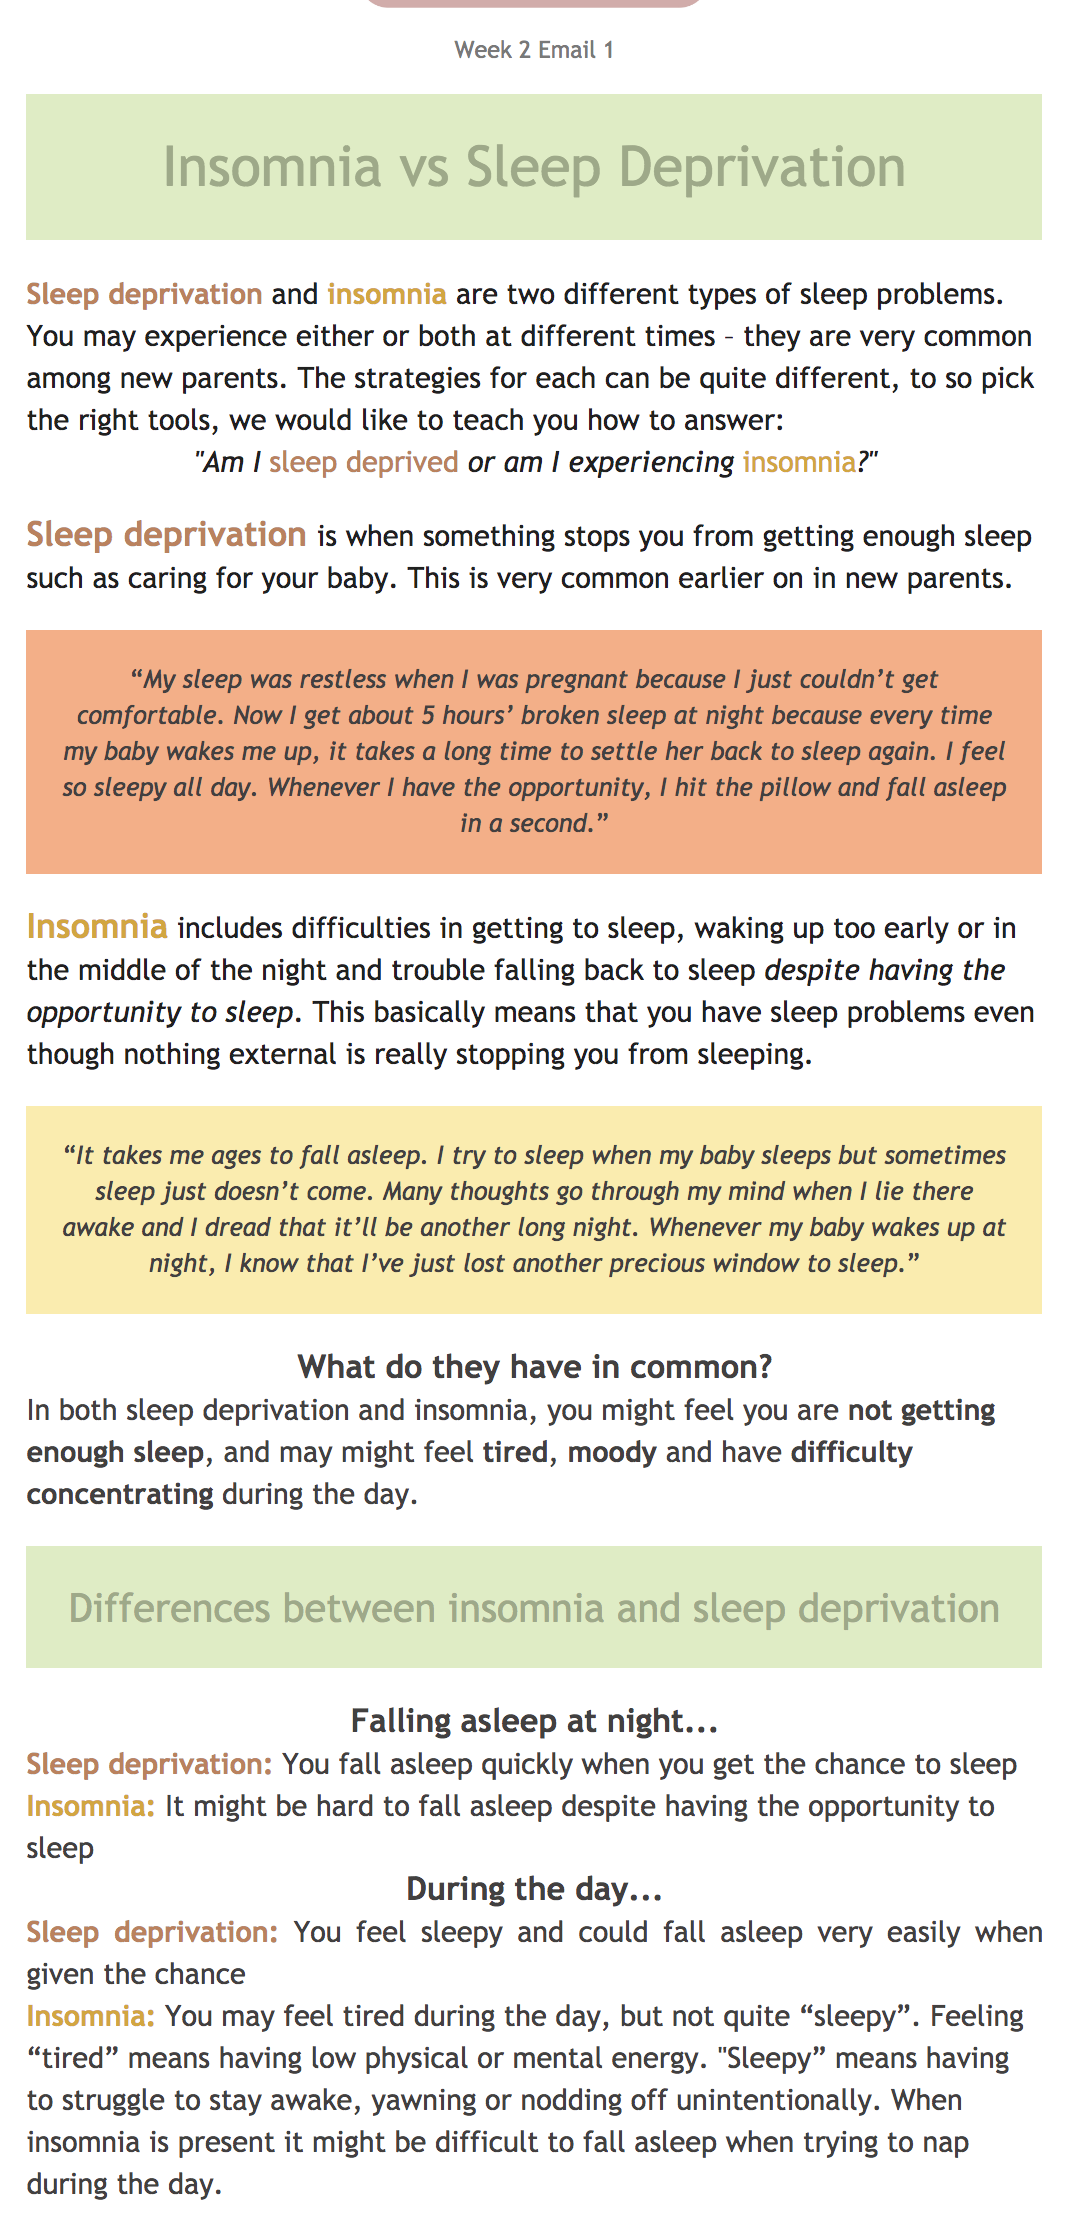 Week 2 Email 1
Insomnia vs Sleep Deprivation
Sleep deprivation and insomnia are two different types of sleep problems.
You may experience either or both at different times – they are very common
among new parents. The strategies for each can be quite different, to so pick
the right tools, we would like to teach you how to answer:
"Am I sleep deprived or am I experiencing insomnia?"
Sleep deprivation is when something stops you from getting enough sleep
such as caring for your baby. This is very common earlier on in new parents.
“My sleep was restless when I was pregnant because I just couldn’t get
comfortable. Now I get about 5 hours’ broken sleep at night because every time
my baby wakes me up, it takes a long time to settle her back to sleep again. I feel
so sleepy all day. Whenever I have the opportunity, I hit the pillow and fall asleep
in a second.”
Insomnia includes difficulties in getting to sleep, waking up too early or in
the middle of the night and trouble falling back to sleep despite having the
opportunity to sleep. This basically means that you have sleep problems even
though nothing external is really stopping you from sleeping.
“It takes me ages to fall asleep. I try to sleep when my baby sleeps but sometimes
sleep just doesn’t come. Many thoughts go through my mind when I lie there
awake and I dread that it’ll be another long night. Whenever my baby wakes up at
night, I know that I’ve just lost another precious window to sleep.”
What do they have in common?
In both sleep deprivation and insomnia, you might feel you are not getting
enough sleep, and may might feel tired, moody and have difficulty
concentrating during the day.
Differences between insomnia and sleep deprivation
Falling asleep at night...
Sleep deprivation: You fall asleep quickly when you get the chance to sleep
Insomnia: It might be hard to fall asleep despite having the opportunity to
sleep
During the day...
Sleep deprivation: You feel sleepy and could fall asleep very easily when
given the chance
Insomnia: You may feel tired during the day, but not quite “sleepy”. Feeling
“tired” means having low physical or mental energy. "Sleepy” means having
to struggle to stay awake, yawning or nodding off unintentionally. When
insomnia is present it might be difficult to fall asleep when trying to nap
during the day.